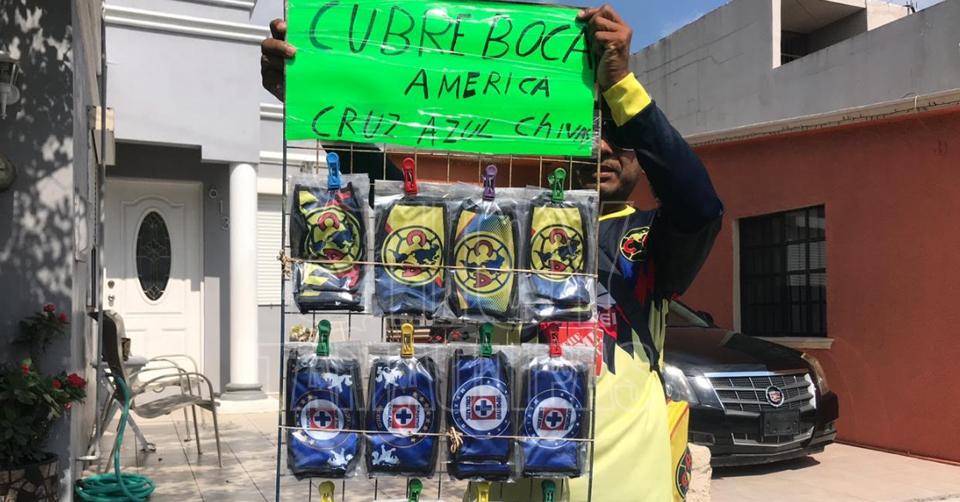 CUBRE BOCA
AMERICA
CRUZ AZUL CHIVAS